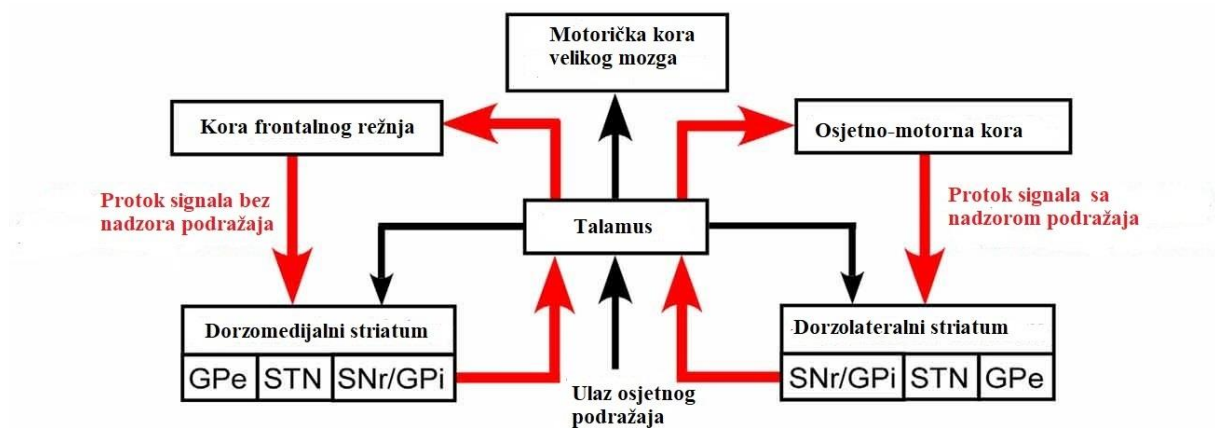 Motorička kora
velikog mozga
Kora frontalnog režnja
Osjetno-motorna kora
Protok signala bez
nadzora podražaja
Protok signala sa
nadzorom podražaja
Talamus
Dorzomedijalni striatum
GPe STN SNr/GPi
Dorzolateralni striatum
SNr/GPi STN GPe
Ulaz osjetnog
podražaja